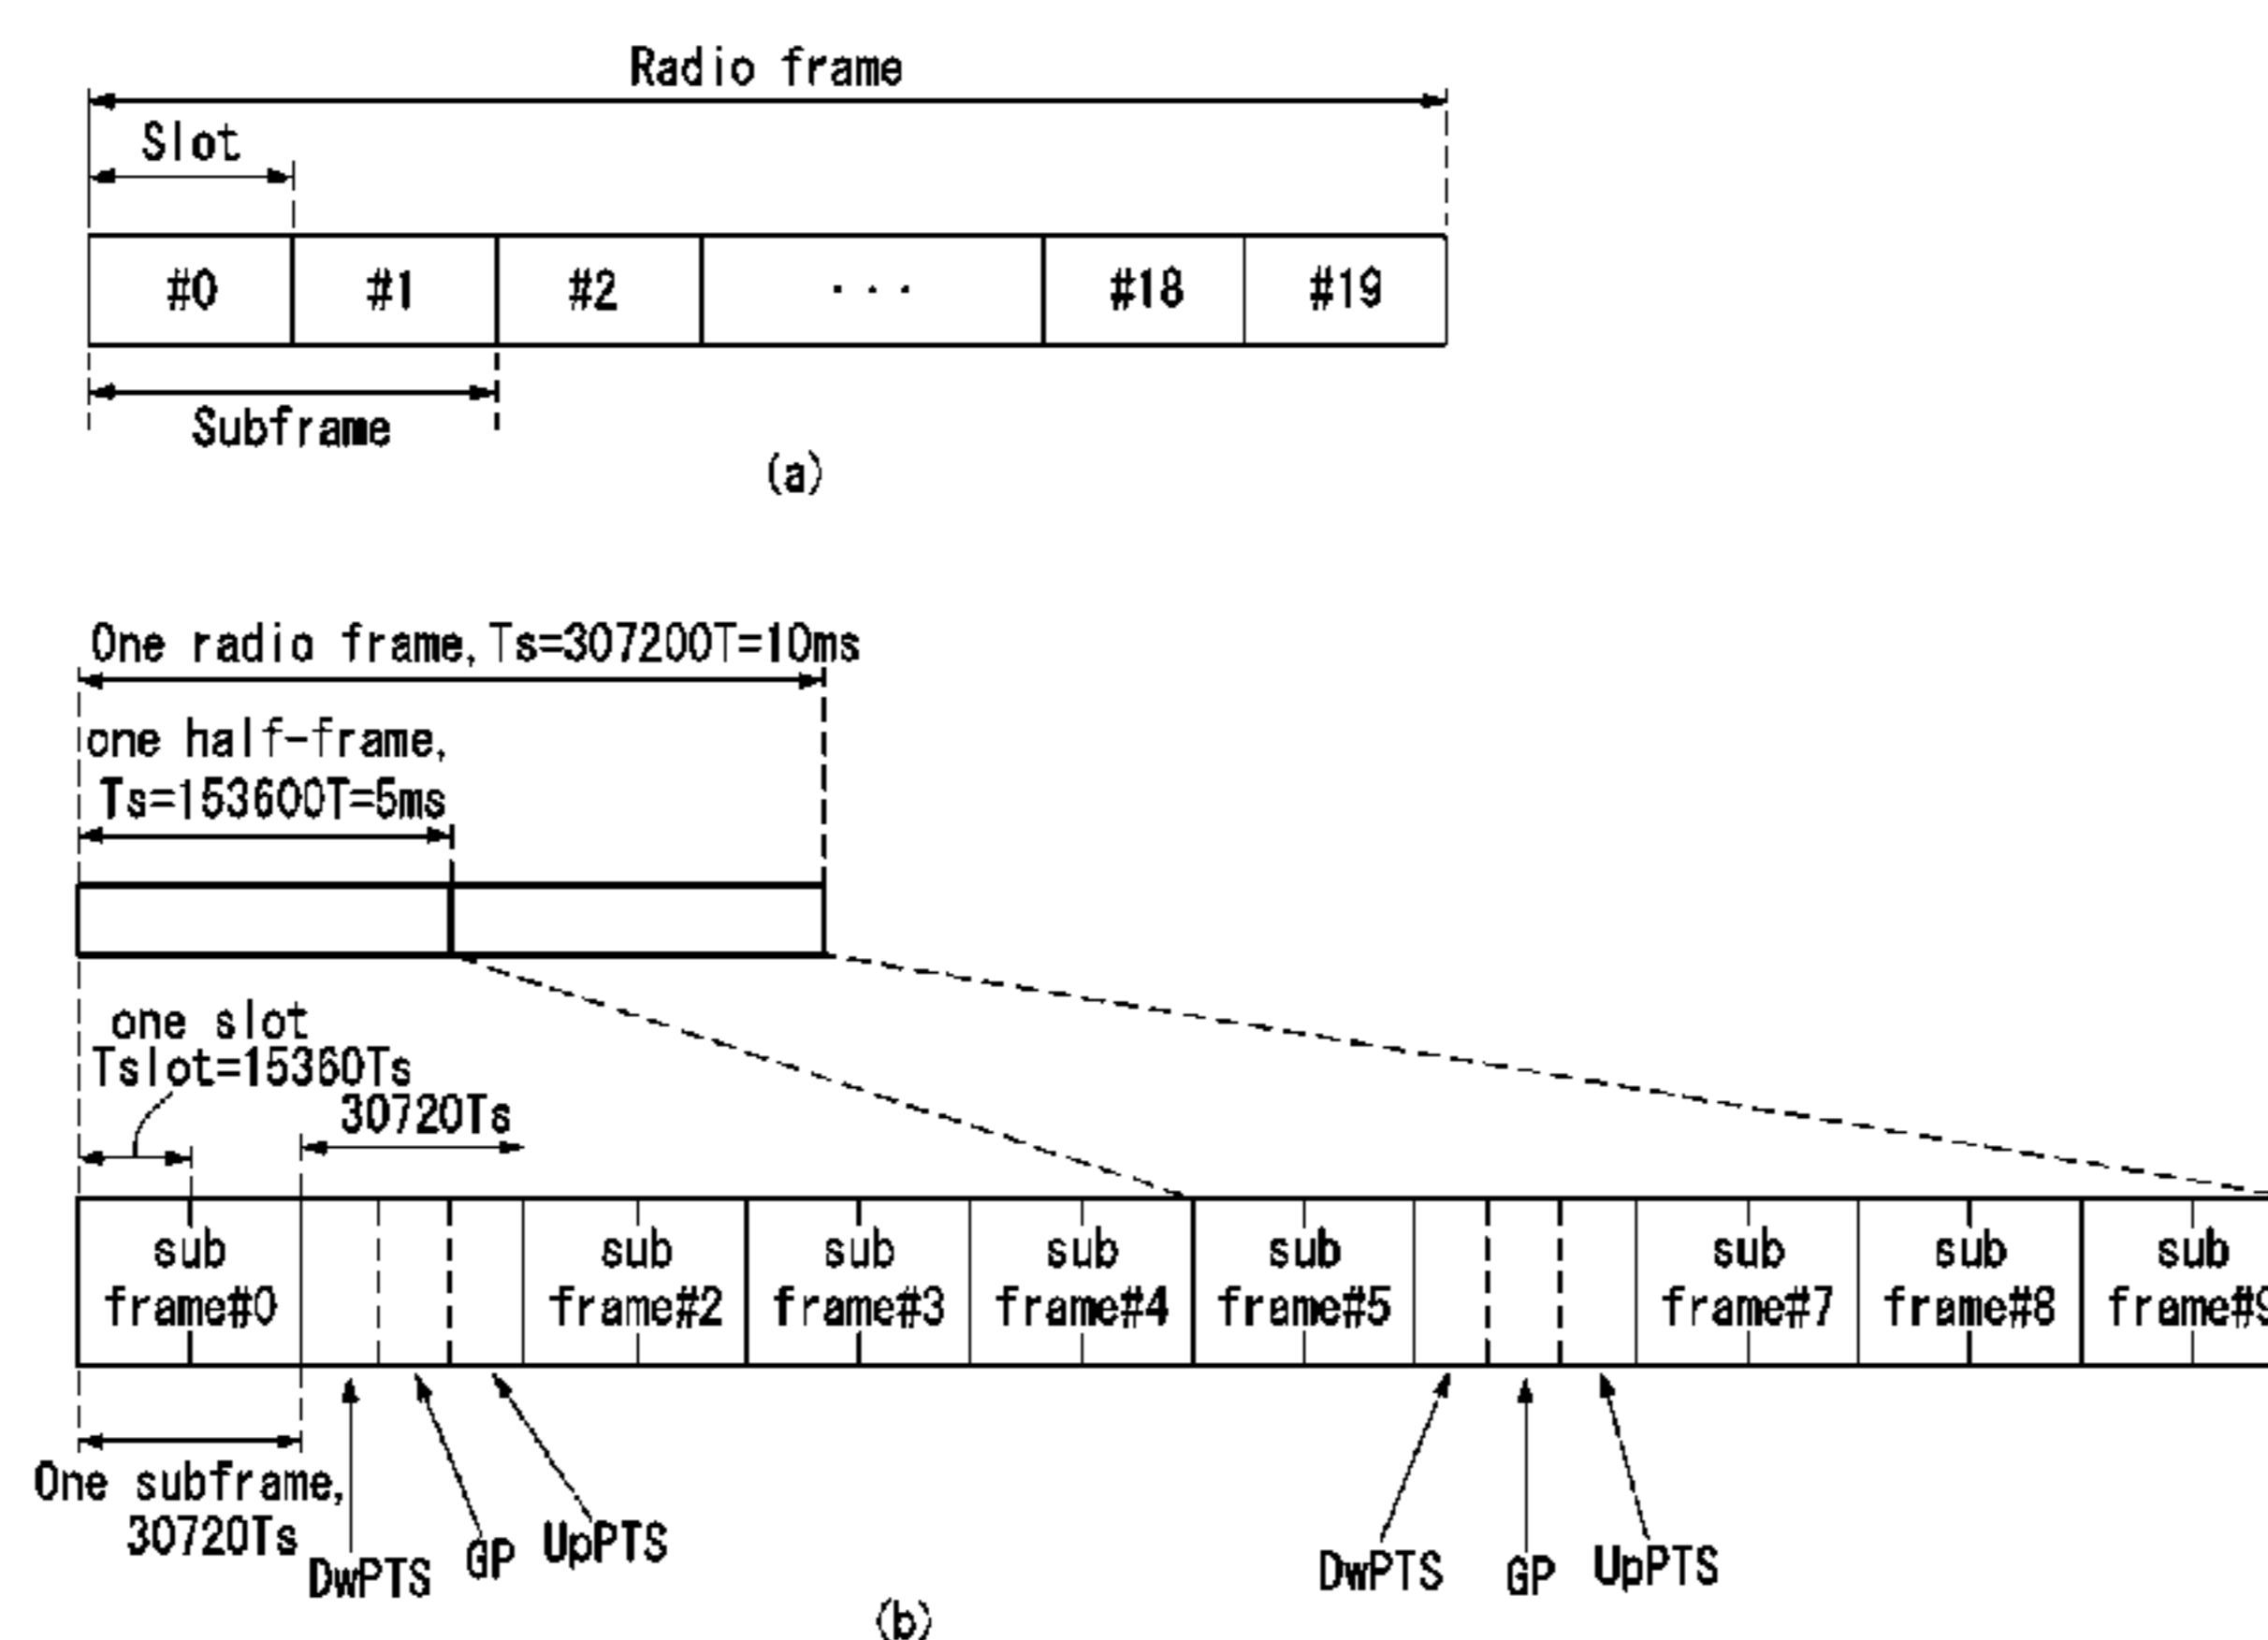 Radio frame
Slot
#0 #1 #2 ... #18 #19
Subframe
(a)
One radio frame, Ts=307200T=10ms
one half-frame,
Ts=153600T=5ms
one slot
Tslot=15360Ts
30720Ts
sub sub sub sub sub sub sub sub
frame#0 frame#2 frame#3 frame#4 frame#5 frame#7 frame#8 frame#9
One subframe,
30720Ts
DwPTS GP UpPTS DwPTS GP UpPTS
(b)